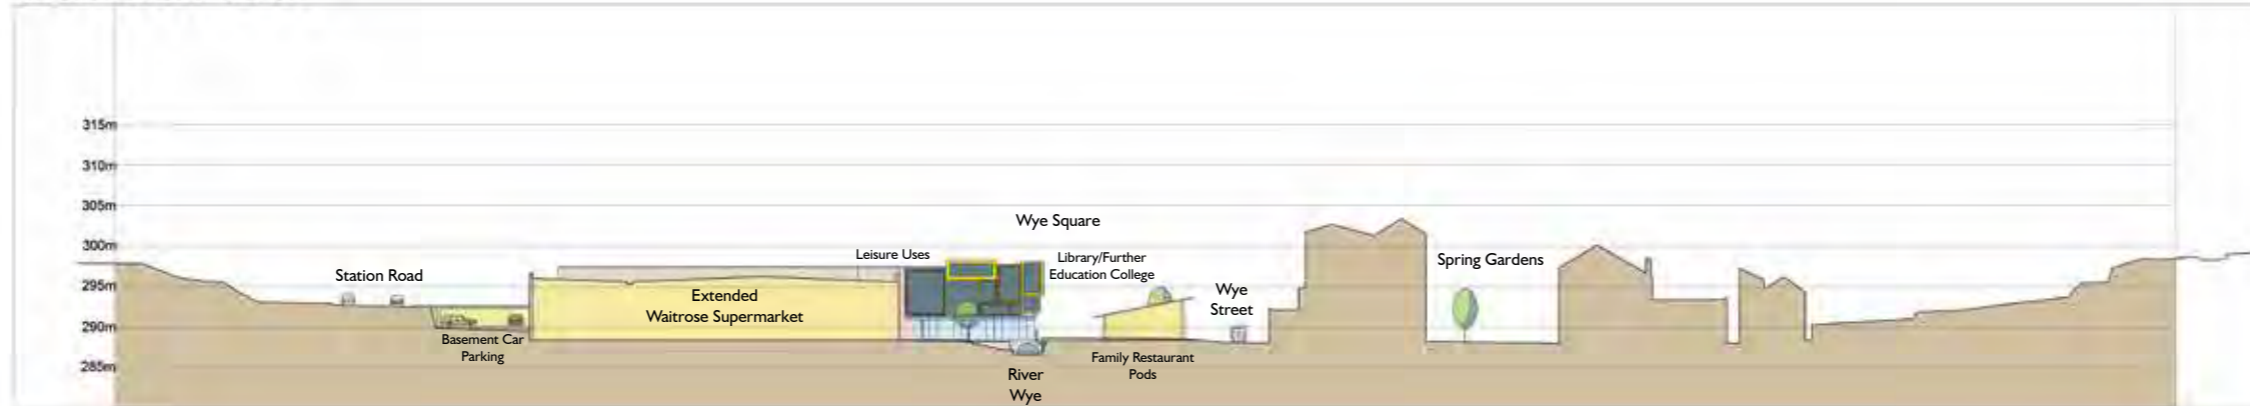 315m
310m
305m
300m
295m
290m
285m
Station Road
Basement Car
Parking
Extended
Waitrose Supermarket
Leisure Uses
Wye Square
Library/Further
Education College
River
Wye
Family Restaurant
Pods
Wye
Street
Spring Gardens